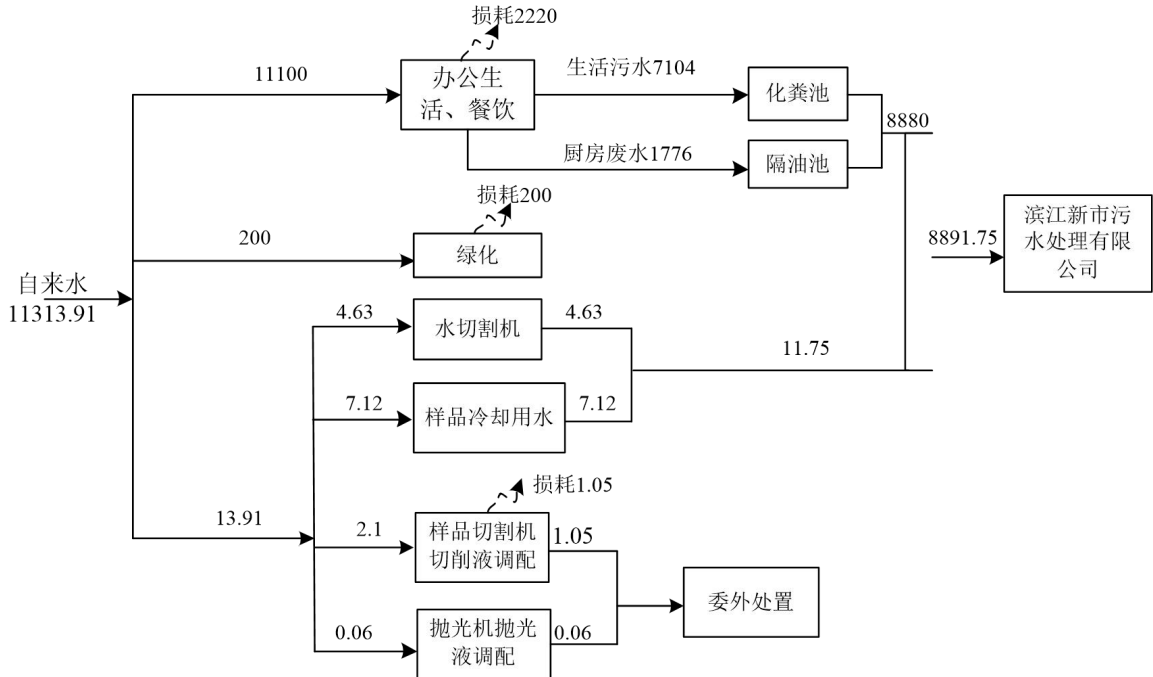 损耗2220
11100
办公生
活、餐饮
生活污水7104
化粪池
8880
厨房废水1776
隔油池
损耗200
200
绿化
8891.75
滨江新市污
水处理有限
公司
自来水
11313.91
4.63
水切割机
4.63
11.75
7.12
样品冷却用水
7.12
损耗1.05
13.91
2.1
样品切割机
切削液调配
1.05
委外处置
0.06
抛光机抛光
液调配
0.06